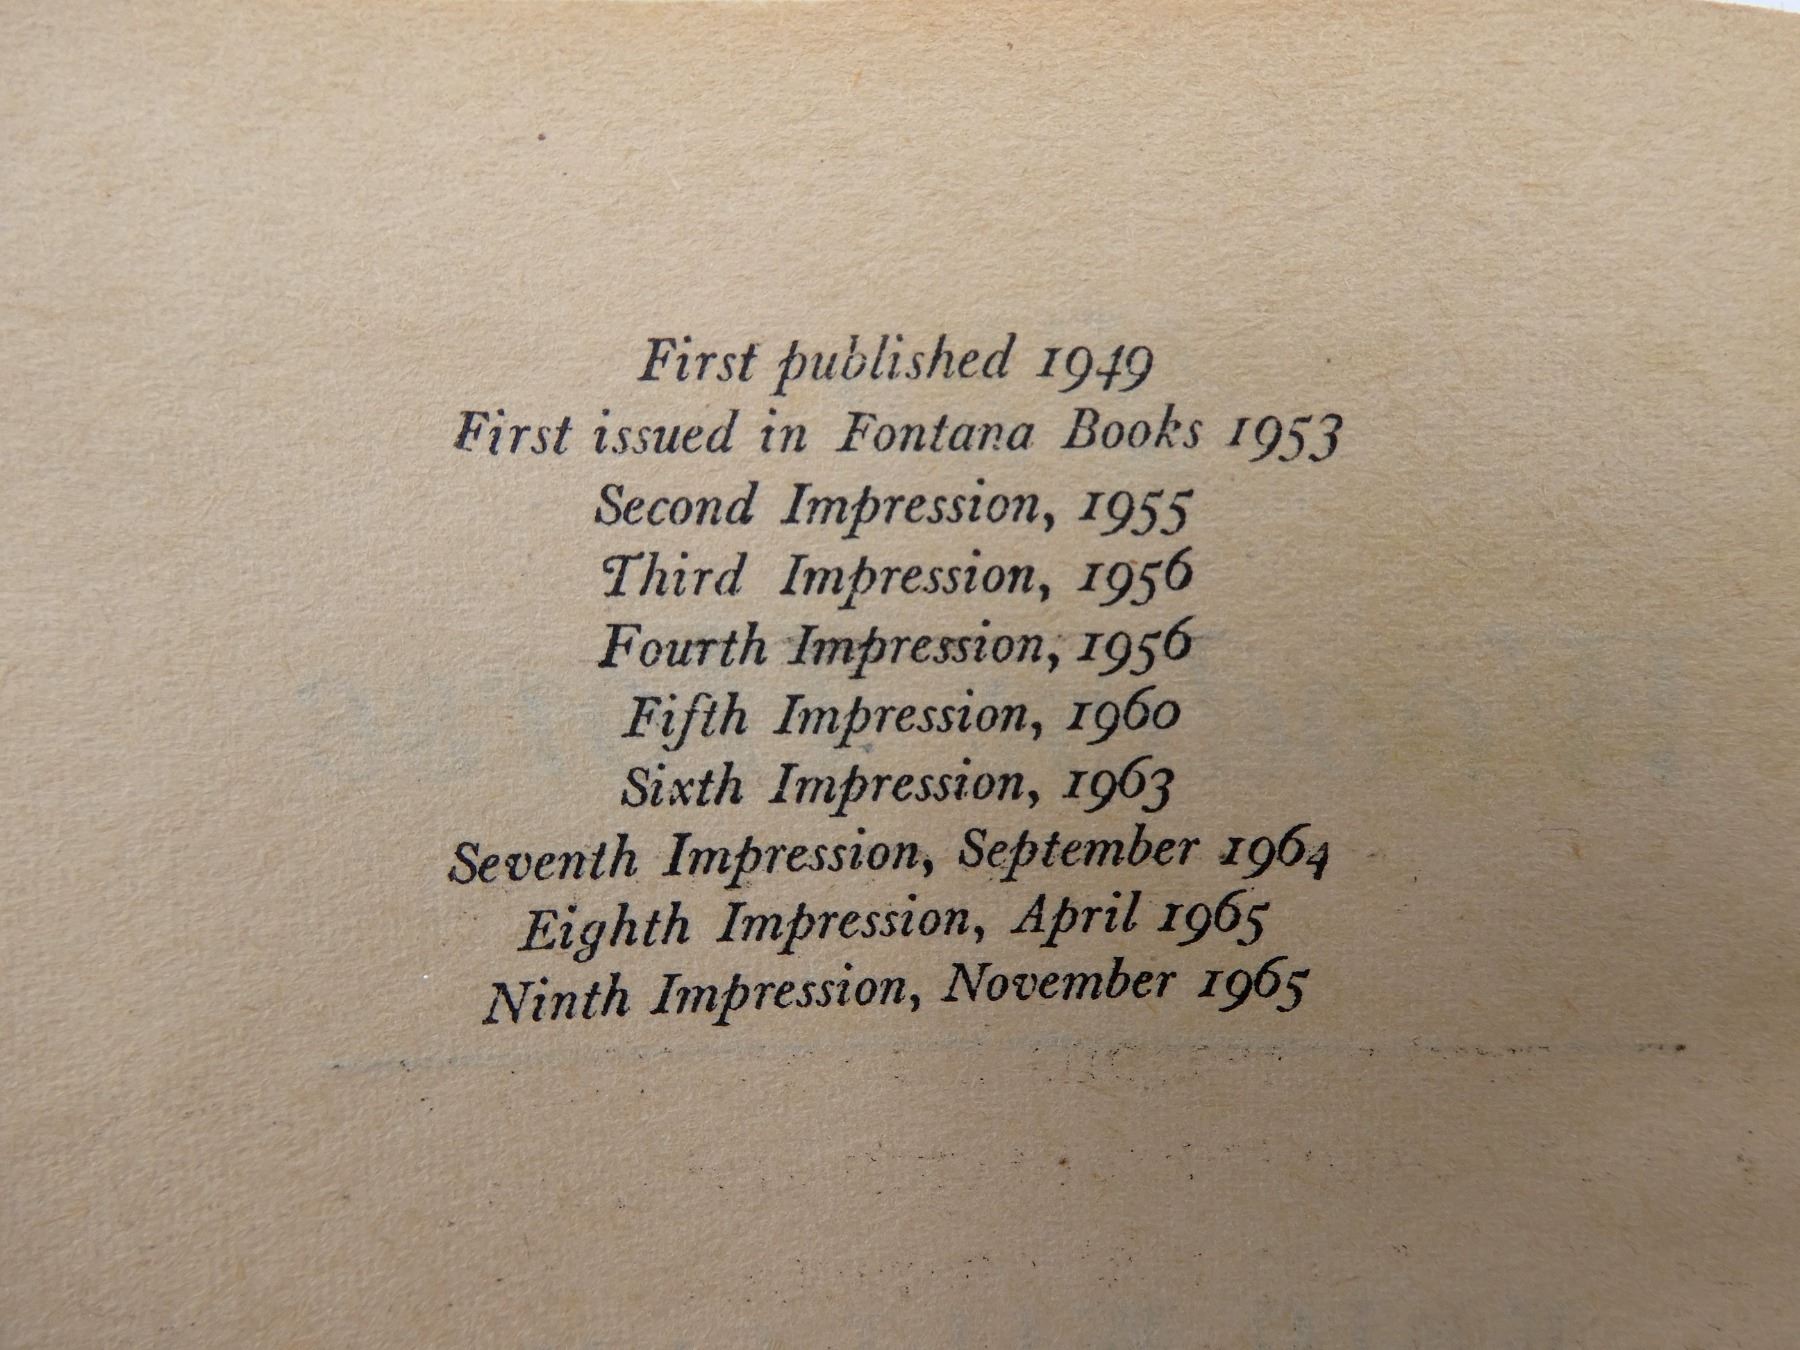 First published 1949
First issued in Fontana Books 1953
Second Impression, 1955
Third Impression, 1956
Fourth Impression, 1956
Fifth Impression, 1960
Sixth Impression, 1963
Seventh Impression, September 1964
Eighth Impression, April 1965
Ninth Impression, November 1965